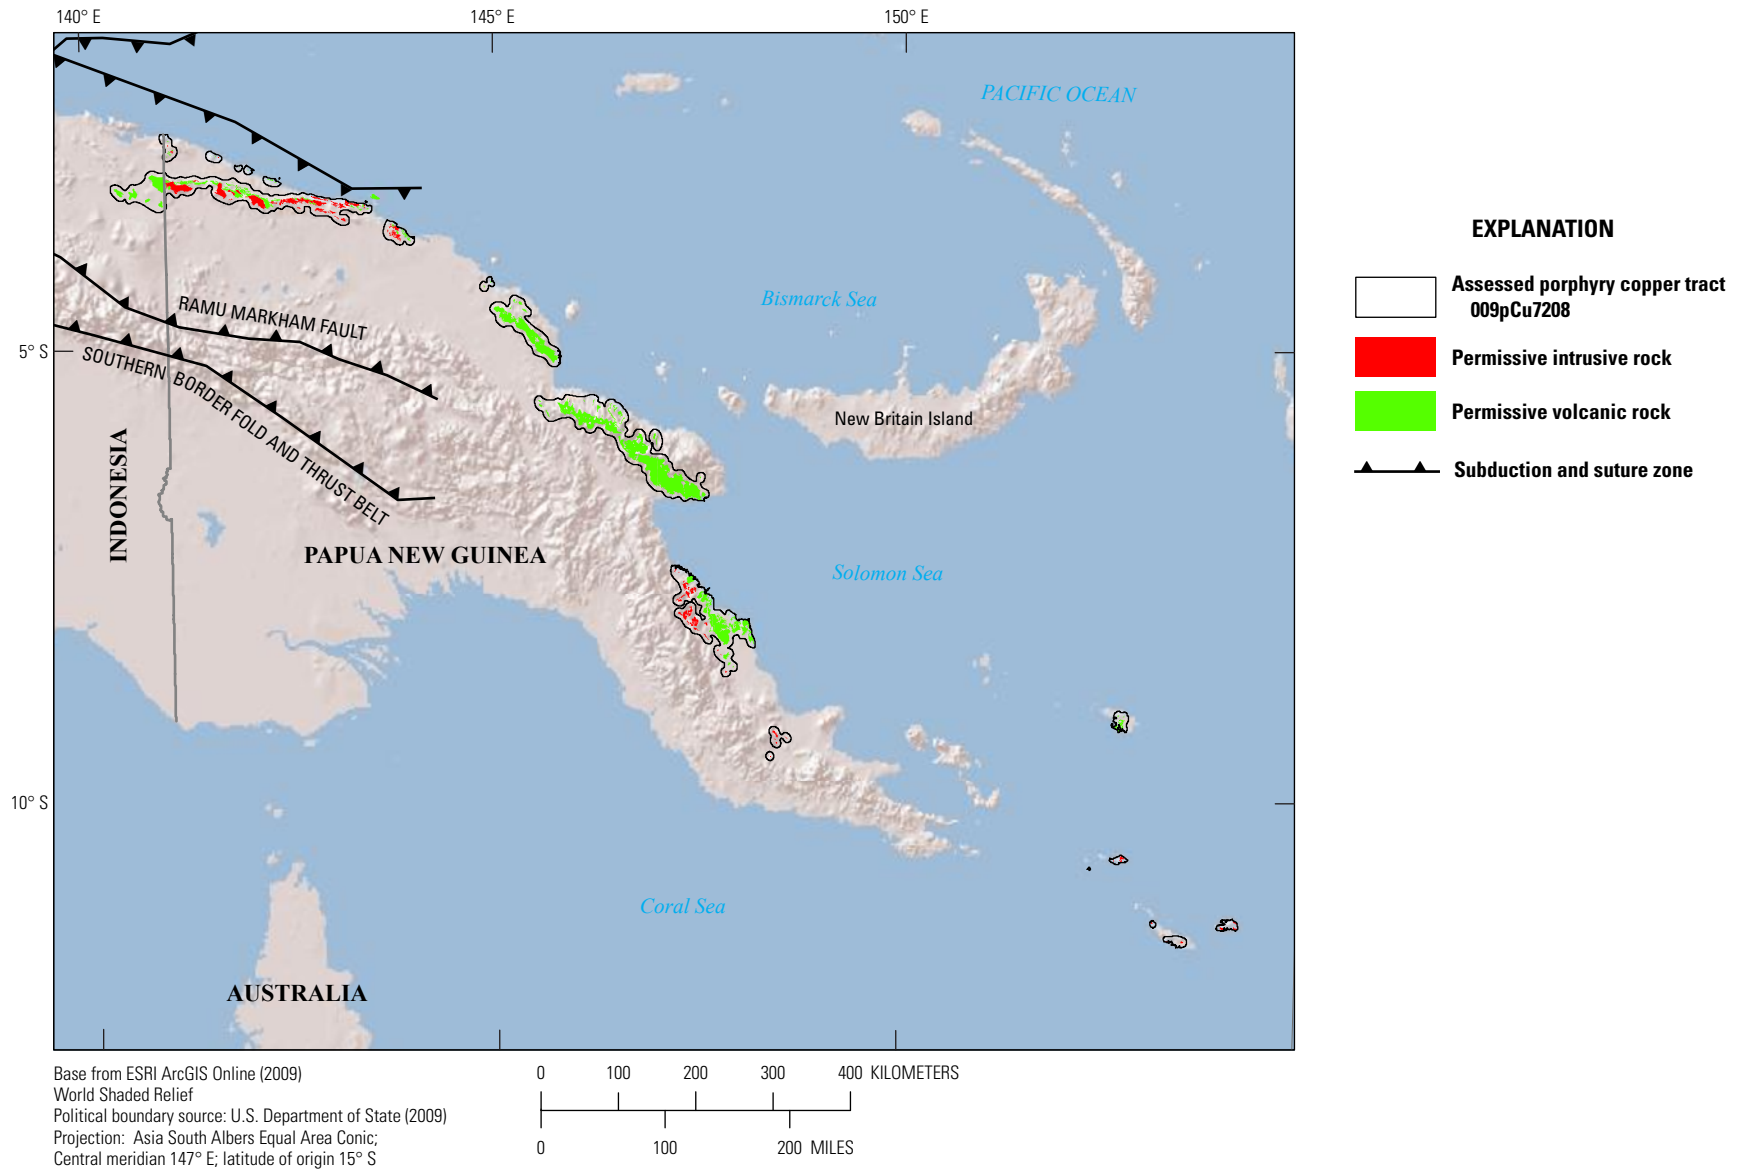 140° E
145° E
150° E
PACIFIC OCEAN
Bismarck Sea
RAMU MARKHAM FAULT
5° S
SOUTHERN BORDER FOLD AND THRUST BELT
New Britain Island
INDONESIA
PAPUA NEW GUINEA
Solomon Sea
10° S
Coral Sea
AUSTRALIA
EXPLANATION
Assessed porphyry copper tract
009pCu7208
Permissive intrusive rock
Permissive volcanic rock
Subduction and suture zone
Base from ESRI ArcGIS Online (2009)
World Shaded Relief
Political boundary source: U.S. Department of State (2009)
Projection: Asia South Albers Equal Area Conic;
Central meridian 147° E; latitude of origin 15° S
0 100 200 300 400 KILOMETERS
0 100 200 MILES